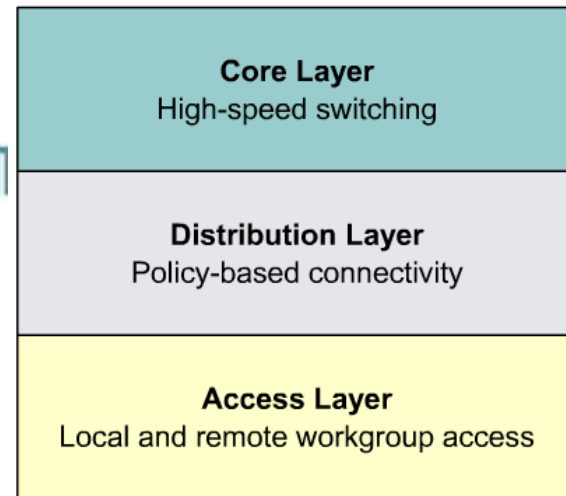 Core Layer
High-speed switching
Distribution Layer
Policy-based connectivity
Access Layer
Local and remote workgroup access